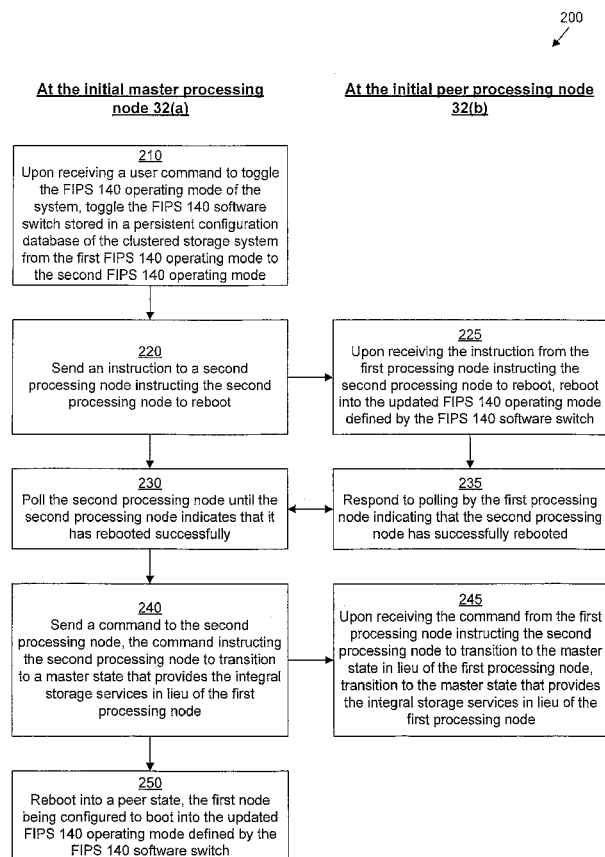 200
At the initial master processing
node 32(a)
At the initial peer processing node
32(b)
210
Upon receiving a user command to toggle
the FIPS 140 operating mode of the
system, toggle the FIPS 140 software
switch stored in a persistent configuration
database of the clustered storage system
from the first FIPS 140 operating mode to
the second FIPS 140 operating mode
220
Send an instruction to a second
processing node instructing the second
processing node to reboot
225
Upon receiving the instruction from the
first processing node instructing the
second processing node to reboot, reboot
into the updated FIPS 140 operating mode
defined by the FIPS 140 software switch
230
Poll the second processing node until the
second processing node indicates that it
has rebooted successfully
235
Respond to polling by the first processing
node indicating that the second processing
node has successfully rebooted
240
Send a command to the second
processing node, the command instructing
the second processing node to transition
to a master state that provides the integral
storage services in lieu of the first
processing node
245
Upon receiving the command from the first
processing node instructing the second
processing node to transition to the master
state in lieu of the first processing node,
transition to the master state that provides
the integral storage services in lieu of the
first processing node
250
Reboot into a peer state, the first node
being configured to boot into the updated
FIPS 140 operating mode defined by the
FIPS 140 software switch